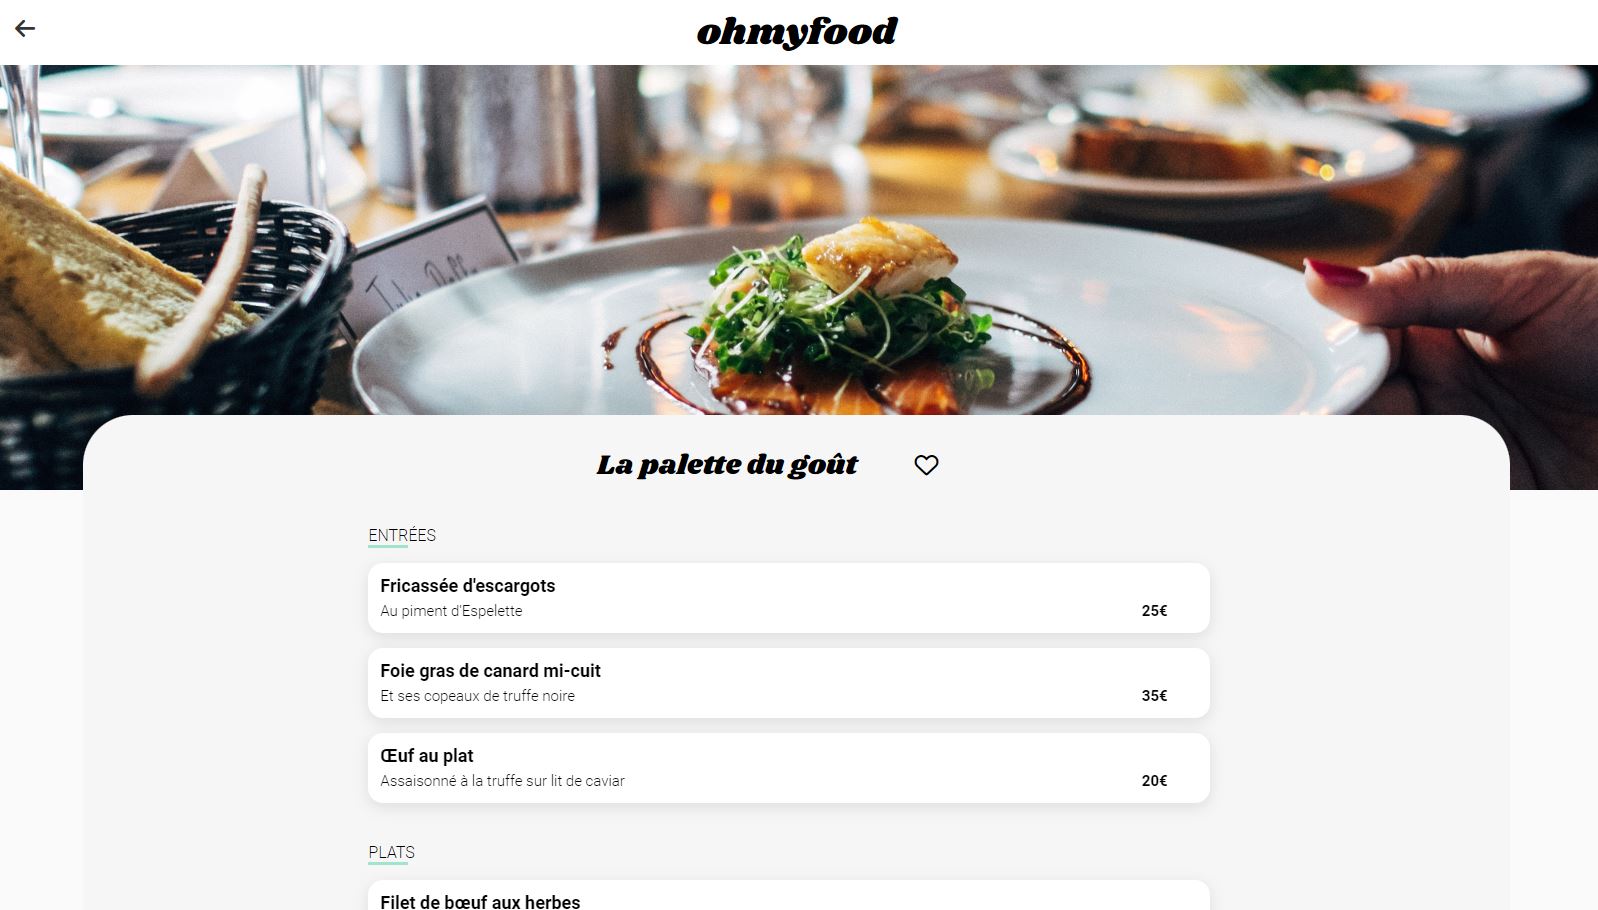 ohmyfood
La palette du goût
ENTRÉES
Fricassée d'escargots
Au piment d'Espelette
25€
Foie gras de canard mi-cuit
Et ses copeaux de truffe noire
35€
Œuf au plat
Assaisonné à la truffe sur lit de caviar
20€
PLATS
Filet de bœuf aux herbes